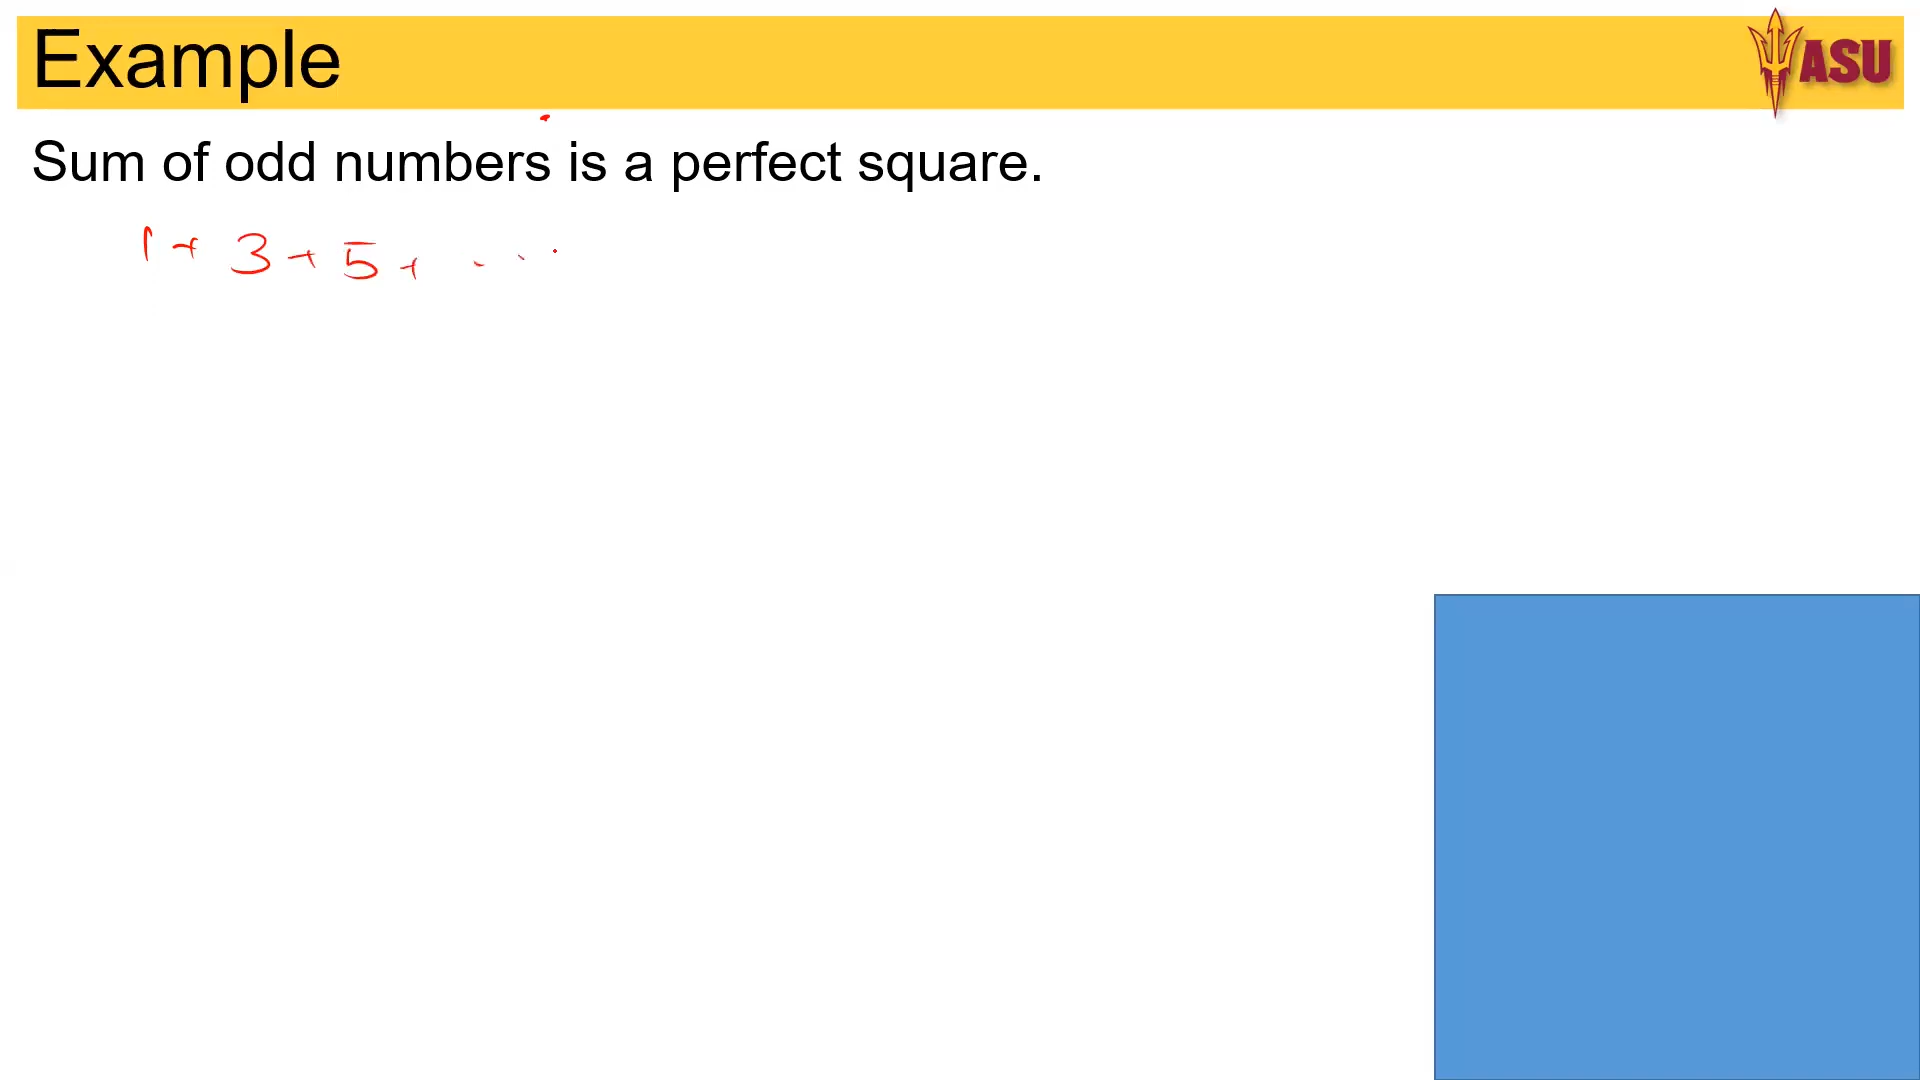 Example
ASU
Sum of odd numbers is a perfect square.
1 + 3 + 5 + ...